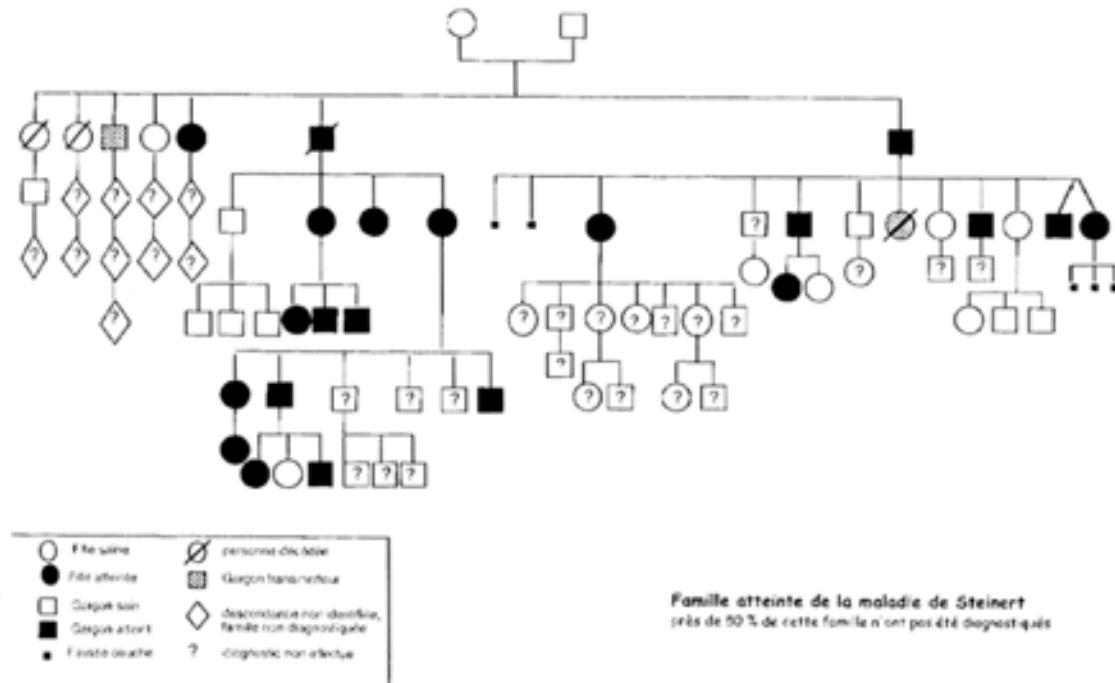 Fille saine
Fille atteinte
Garçon sain
Garçon atteint
Fausse couche
personne décédée
Garçon transmetteur
descendance non identifiée,
famille non diagnostiquée
? diagnostic non effectué
Famille atteinte de la maladie de Steinert
près de 50 % de cette famille n'ont pas été diagnostiqués